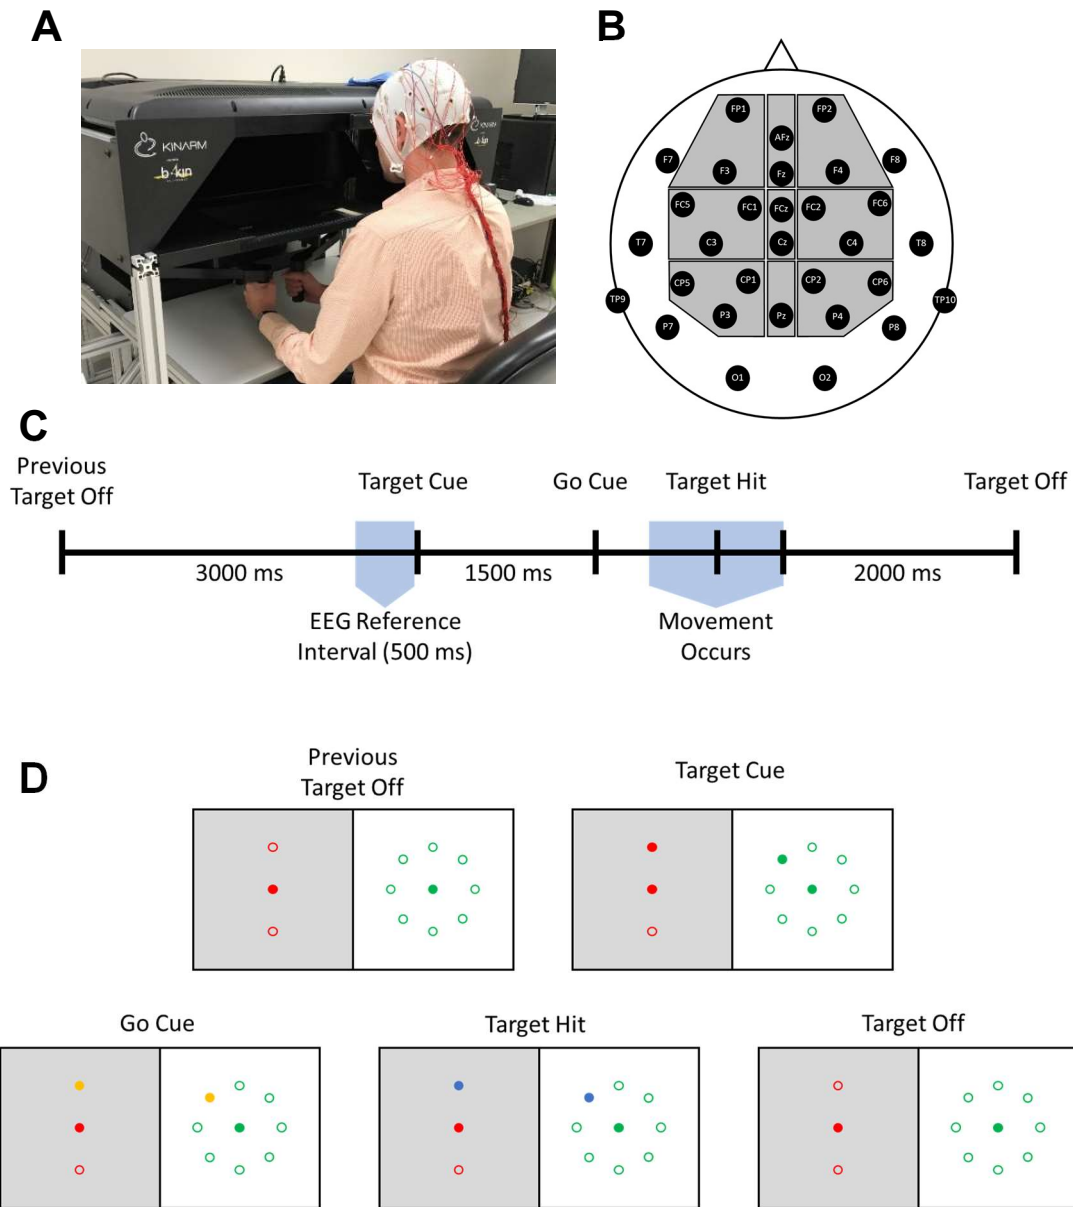 A
B
KINARM
b·kin
KINARM
b·kin
FP1
FP2
AFz
F7
F3
Fz
F4
F8
FC5
FC1
FCz
FC2
FC6
T7
C3
Cz
C4
T8
CP5
CP1
CP2
CP6
TP9
TP10
P7
P3
Pz
P4
P8
O1
O2
C
Previous
Target Off
Target Cue
Go Cue
Target Hit
Target Off
3000 ms
1500 ms
2000 ms
EEG Reference
Interval (500 ms)
Movement
Occurs
D
Previous
Target Off
Target Cue
Go Cue
Target Hit
Target Off